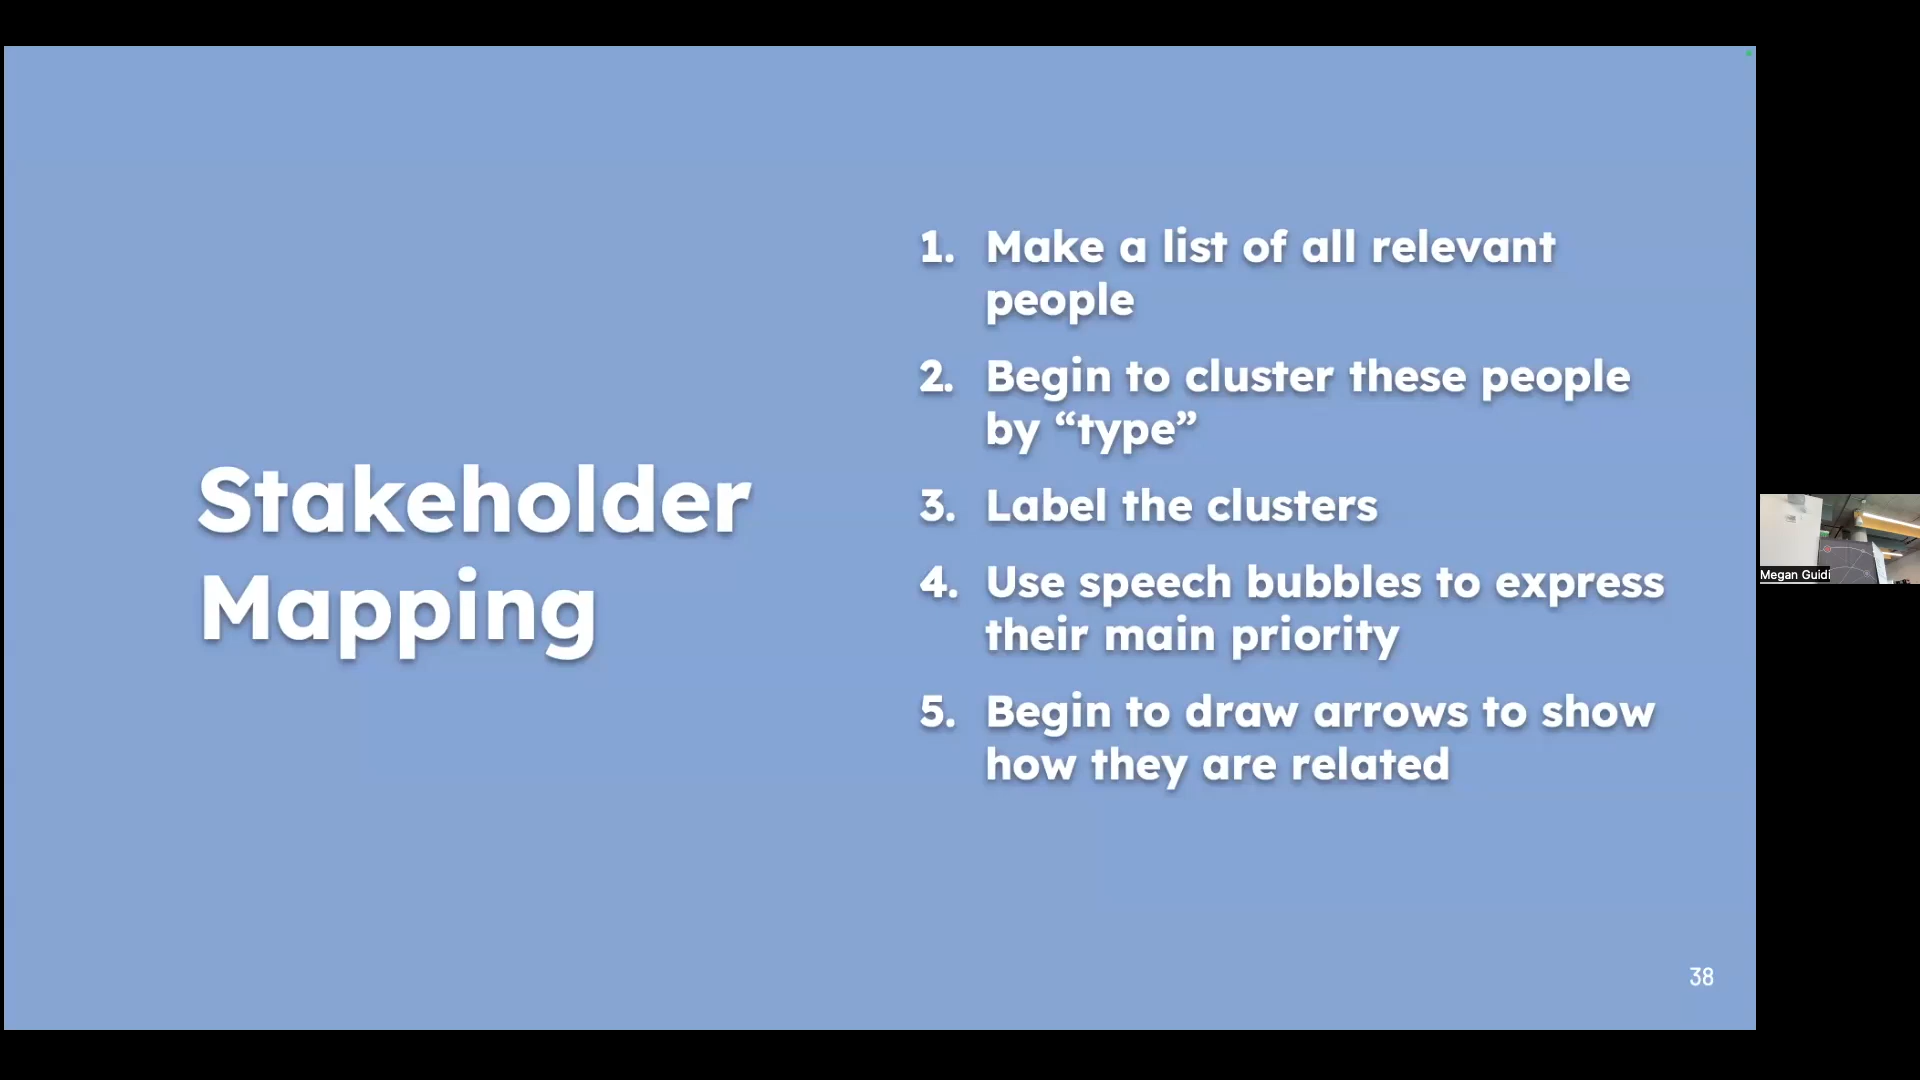 Stakeholder
Mapping
1. Make a list of all relevant
people
2. Begin to cluster these people
by “type”
3. Label the clusters
4. Use speech bubbles to express
their main priority
5. Begin to draw arrows to show
how they are related
38
Megan Guidi